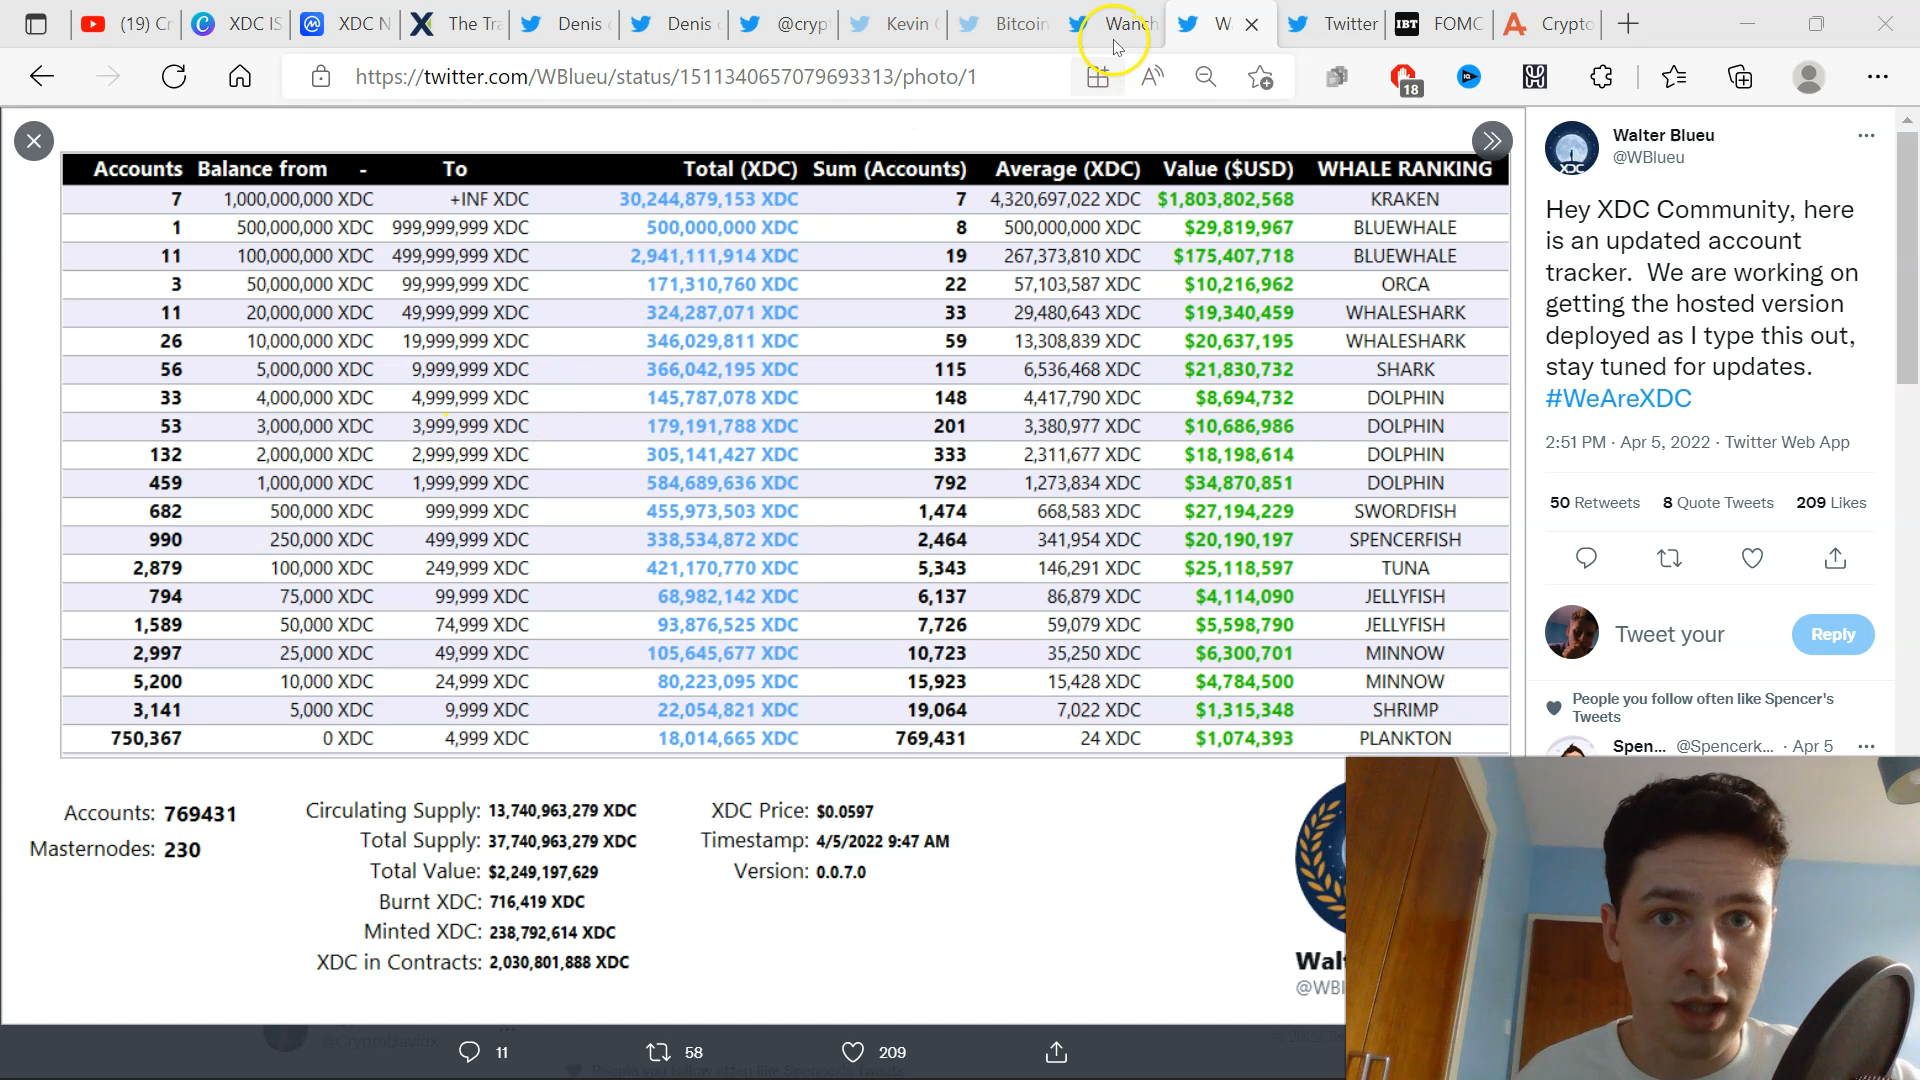 (19) Cr XDC IS XDC N The Tra Denis Denis @cryp Kevin Bitcoin Wanch W Twitter FOMC Crypto
https://twitter.com/WBlueu/status/1511340657079693313/photo/1
18
Accounts Balance from - To Total (XDC) Sum (Accounts) Average (XDC) Value ($USD) WHALE RANKING
7 1,000,000,000 XDC +INF XDC 30,244,879,153 XDC 7 4,320,697,022 XDC $1,803,802,568 KRAKEN
1 500,000,000 XDC 999,999,999 XDC 500,000,000 XDC 8 500,000,000 XDC $29,819,967 BLUEWHALE
11 100,000,000 XDC 499,999,999 XDC 2,941,111,914 XDC 19 267,373,810 XDC $175,407,718 BLUEWHALE
3 50,000,000 XDC 99,999,999 XDC 171,310,760 XDC 22 57,103,587 XDC $10,216,962 ORCA
11 20,000,000 XDC 49,999,999 XDC 324,287,071 XDC 33 29,480,643 XDC $19,340,459 WHALESHARK
26 10,000,000 XDC 19,999,999 XDC 346,029,811 XDC 59 13,308,839 XDC $20,637,195 WHALESHARK
56 5,000,000 XDC 9,999,999 XDC 366,042,195 XDC 115 6,536,468 XDC $21,830,732 SHARK
33 4,000,000 XDC 4,999,999 XDC 145,787,078 XDC 148 4,417,790 XDC $8,694,732 DOLPHIN
53 3,000,000 XDC 3,999,999 XDC 179,191,788 XDC 201 3,380,977 XDC $10,686,986 DOLPHIN
132 2,000,000 XDC 2,999,999 XDC 305,141,427 XDC 333 2,311,677 XDC $18,198,614 DOLPHIN
459 1,000,000 XDC 1,999,999 XDC 584,689,636 XDC 792 1,273,834 XDC $34,870,851 DOLPHIN
682 500,000 XDC 999,999 XDC 455,973,503 XDC 1,474 668,583 XDC $27,194,229 SWORDFISH
990 250,000 XDC 499,999 XDC 338,534,872 XDC 2,464 341,954 XDC $20,190,197 SPENCERFISH
2,879 100,000 XDC 249,999 XDC 421,170,770 XDC 5,343 146,291 XDC $25,118,597 TUNA
794 75,000 XDC 99,999 XDC 68,982,142 XDC 6,137 86,879 XDC $4,114,090 JELLYFISH
1,589 50,000 XDC 74,999 XDC 93,876,525 XDC 7,726 59,079 XDC $5,598,790 JELLYFISH
2,997 25,000 XDC 49,999 XDC 105,645,677 XDC 10,723 35,250 XDC $6,300,701 MINNOW
5,200 10,000 XDC 24,999 XDC 80,223,095 XDC 15,923 15,428 XDC $4,784,500 MINNOW
3,141 5,000 XDC 9,999 XDC 22,054,821 XDC 19,064 7,022 XDC $1,315,348 SHRIMP
750,367 0 XDC 4,999 XDC 18,014,665 XDC 769,431 24 XDC $1,074,393 PLANKTON
Accounts: 769431
Masternodes: 230
Circulating Supply: 13,740,963,279 XDC
Total Supply: 37,740,963,279 XDC
Total Value: $2,249,197,629
Burnt XDC: 716,419 XDC
Minted XDC: 238,792,614 XDC
XDC in Contracts: 2,030,801,888 XDC
XDC Price: $0.0597
Timestamp: 4/5/2022 9:47 AM
Version: 0.0.7.0
Walt
@WBl
11 58 209
XDC
Walter Blueu
@WBlueu
Hey XDC Community, here
is an updated account
tracker. We are working on
getting the hosted version
deployed as I type this out,
stay tuned for updates.
#WeAreXDC
2:51 PM · Apr 5, 2022 · Twitter Web App
50 Retweets 8 Quote Tweets 209 Likes
Tweet your Reply
People you follow often like Spencer's
Tweets
Spen... @Spencerk... · Apr 5